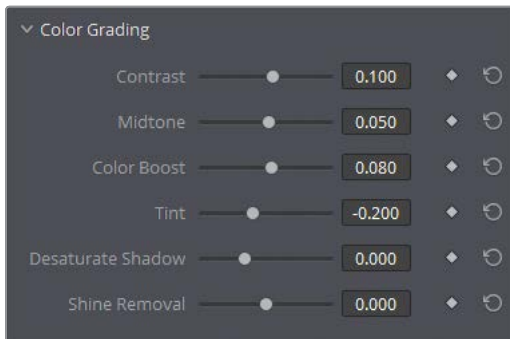 Color Grading
Contrast 0.100
Midtone 0.050
Color Boost 0.080
Tint -0.200
Desaturate Shadow 0.000
Shine Removal 0.000